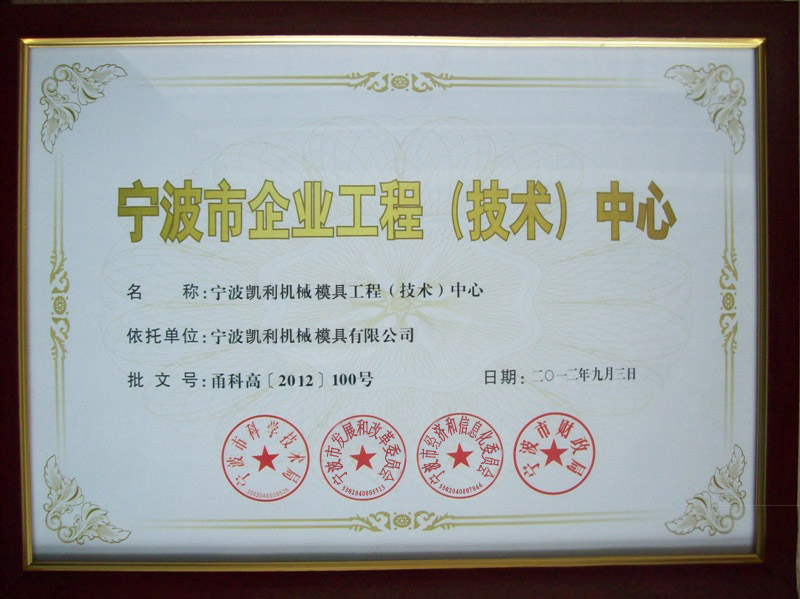 宁波市企业工程（技术）中心
名 称：宁波凯利机械模具工程（技术）中心
依托单位：宁波凯利机械模具有限公司
批 文 号：甬科高〔2012〕100号
日期：二〇一二年九月三日
宁波市科学技术局
宁波市发展和改革委员会
宁波市经济和信息化委员会
3302040007066
宁波市财政局